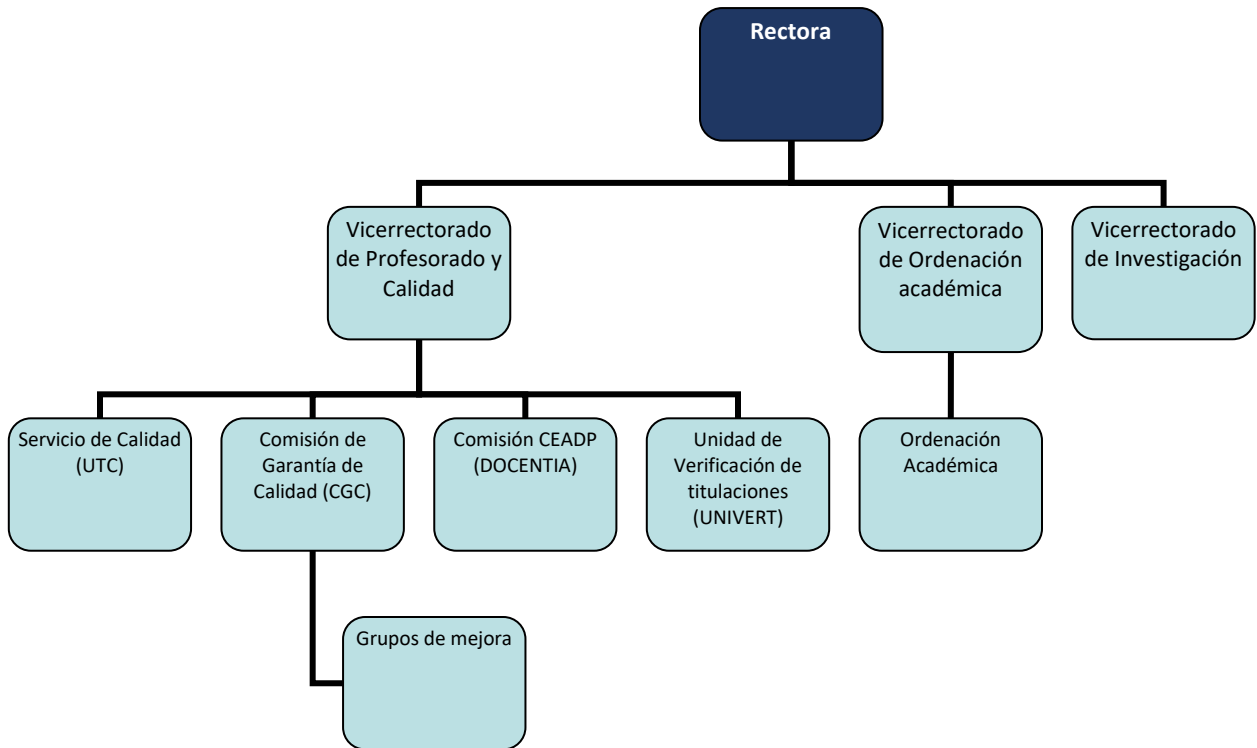 Rectora
Vicerrectorado
de Profesorado y
Calidad
Vicerrectorado
de Ordenación
académica
Vicerrectorado
de Investigación
Servicio de Calidad
(UTC)
Comisión de
Garantía de
Calidad (CGC)
Comisión CEADP
(DOCENTIA)
Unidad de
Verificación de
titulaciones
(UNIVERT)
Ordenación
Académica
Grupos de mejora